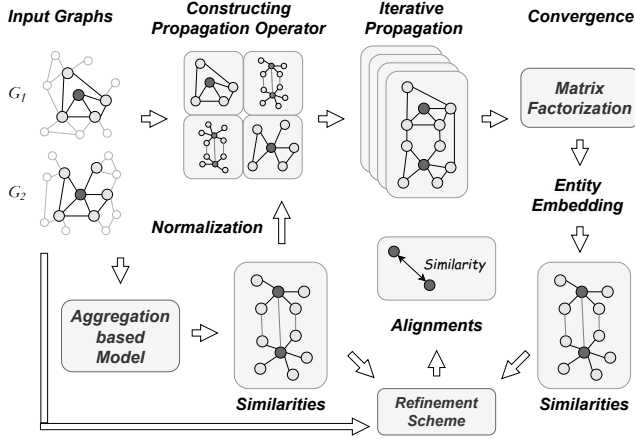 Input Graphs
Constructing
Propagation Operator
Iterative
Propagation
Convergence
G1
Matrix
Factorization
G2
Entity
Embedding
Normalization
Similarity
Aggregation
based
Model
Alignments
Similarities
Refinement
Scheme
Similarities